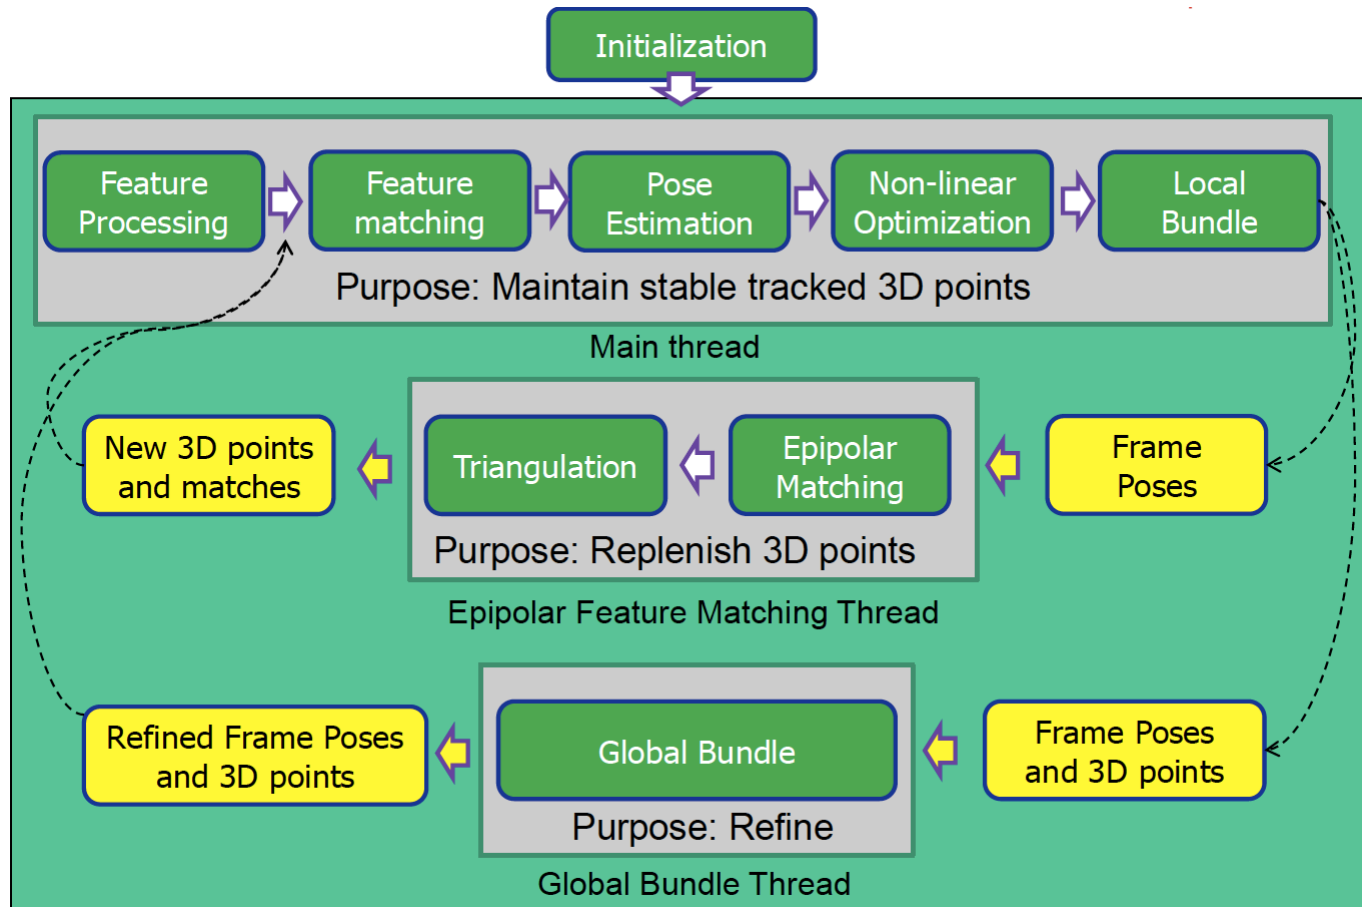 Initialization
Feature
Processing
Feature
matching
Pose
Estimation
Non-linear
Optimization
Local
Bundle
Purpose: Maintain stable tracked 3D points
Main thread
New 3D points
and matches
Triangulation
Epipolar
Matching
Frame
Poses
Purpose: Replenish 3D points
Epipolar Feature Matching Thread
Refined Frame Poses
and 3D points
Global Bundle
Frame Poses
and 3D points
Purpose: Refine
Global Bundle Thread